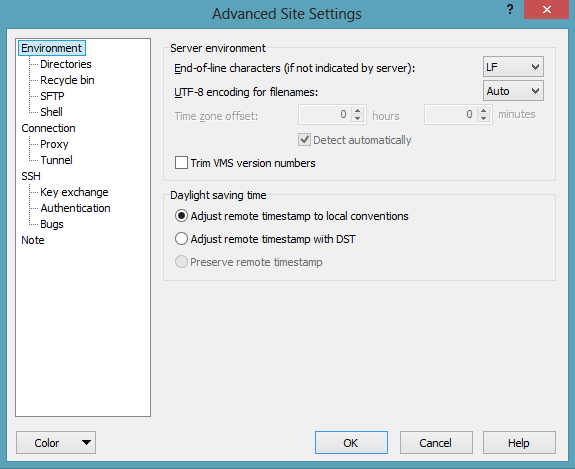 Advanced Site Settings
?
Environment
Directories
Recycle bin
SFTP
Shell
Connection
Proxy
Tunnel
SSH
Key exchange
Authentication
Bugs
Note
Server environment
End-of-line characters (if not indicated by server): LF
UTF-8 encoding for filenames: Auto
Time zone offset: 0 hours 0 minutes
Detect automatically
Trim VMS version numbers
Daylight saving time
Adjust remote timestamp to local conventions
Adjust remote timestamp with DST
Preserve remote timestamp
Color OK Cancel Help